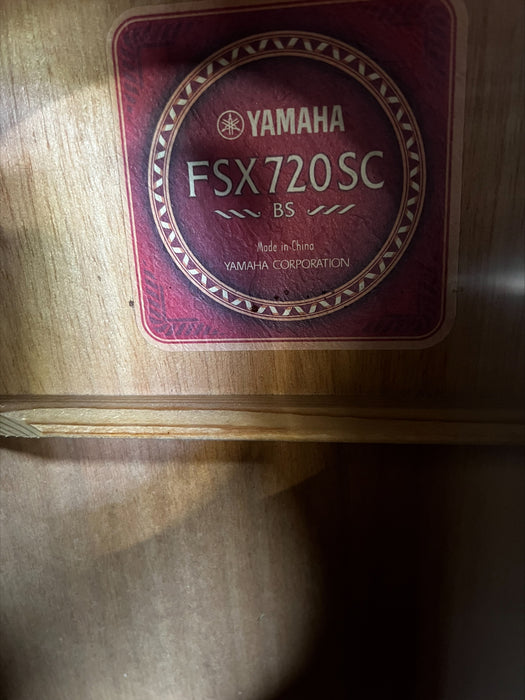 YAMAHA
FSX720SC
BS
Made in China
YAMAHA CORPORATION